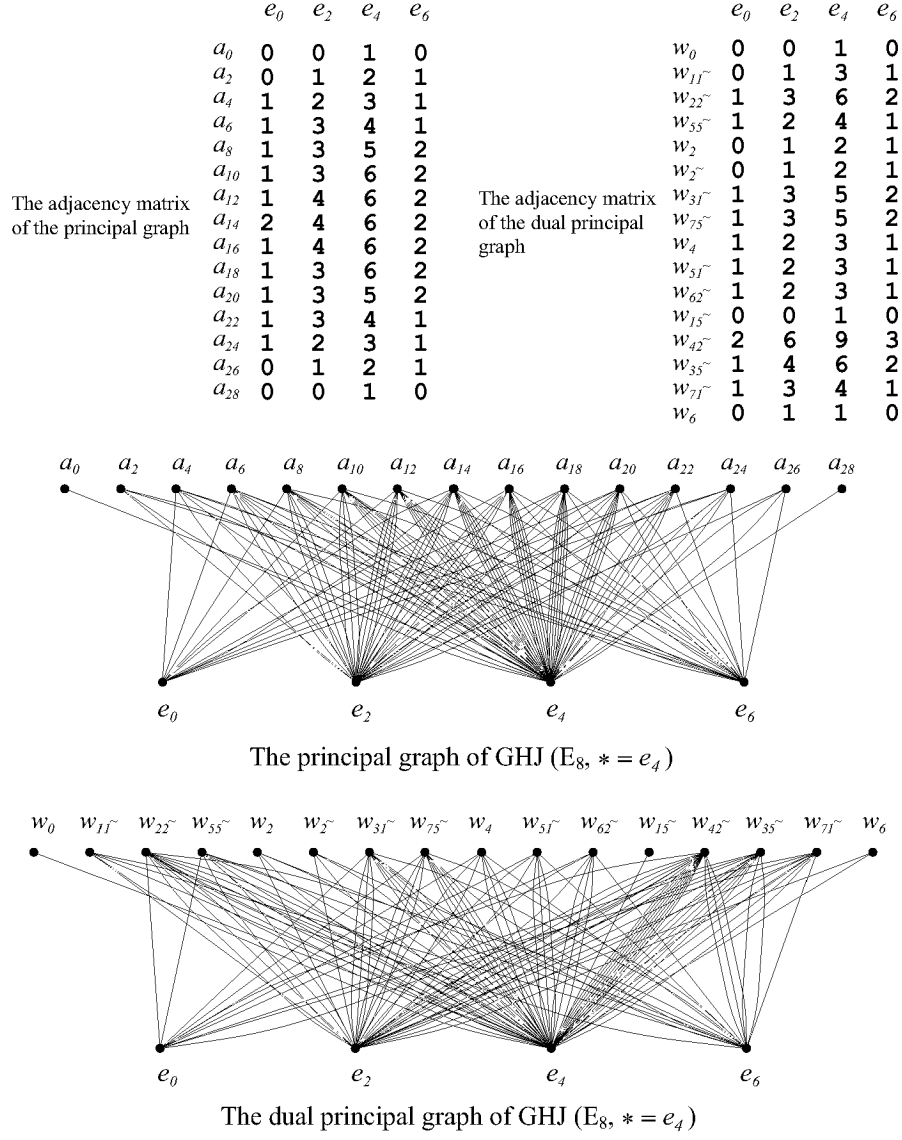 e0 e2 e4 e6
a0 0 0 1 0
a2 0 1 2 1
a4 1 2 3 1
a6 1 3 4 1
a8 1 3 5 2
a10 1 3 6 2
a12 1 4 6 2
a14 2 4 6 2
a16 1 4 6 2
a18 1 3 6 2
a20 1 3 5 2
a22 1 3 4 1
a24 1 2 3 1
a26 0 1 2 1
a28 0 0 1 0
The adjacency matrix
of the principal graph
e0 e2 e4 e6
w0 0 0 1 0
w11~ 0 1 3 1
w22~ 1 3 6 2
w55~ 1 2 4 1
w2 0 1 2 1
w2~ 0 1 2 1
w31~ 1 3 5 2
w75~ 1 3 5 2
w4 1 2 3 1
w51~ 1 2 3 1
w62~ 1 2 3 1
w15~ 0 0 1 0
w42~ 2 6 9 3
w35~ 1 4 6 2
w71~ 1 3 4 1
w6 0 1 1 0
The adjacency matrix
of the dual principal
graph
a0 a2 a4 a6 a8 a10 a12 a14 a16 a18 a20 a22 a24 a26 a28
e0 e2 e4 e6
The principal graph of GHJ (E8, * = e4)
w0 w11~ w22~ w55~ w2 w2~ w31~ w75~ w4 w51~ w62~ w15~ w42~ w35~ w71~ w6
e0 e2 e4 e6
The dual principal graph of GHJ (E8, * = e4)